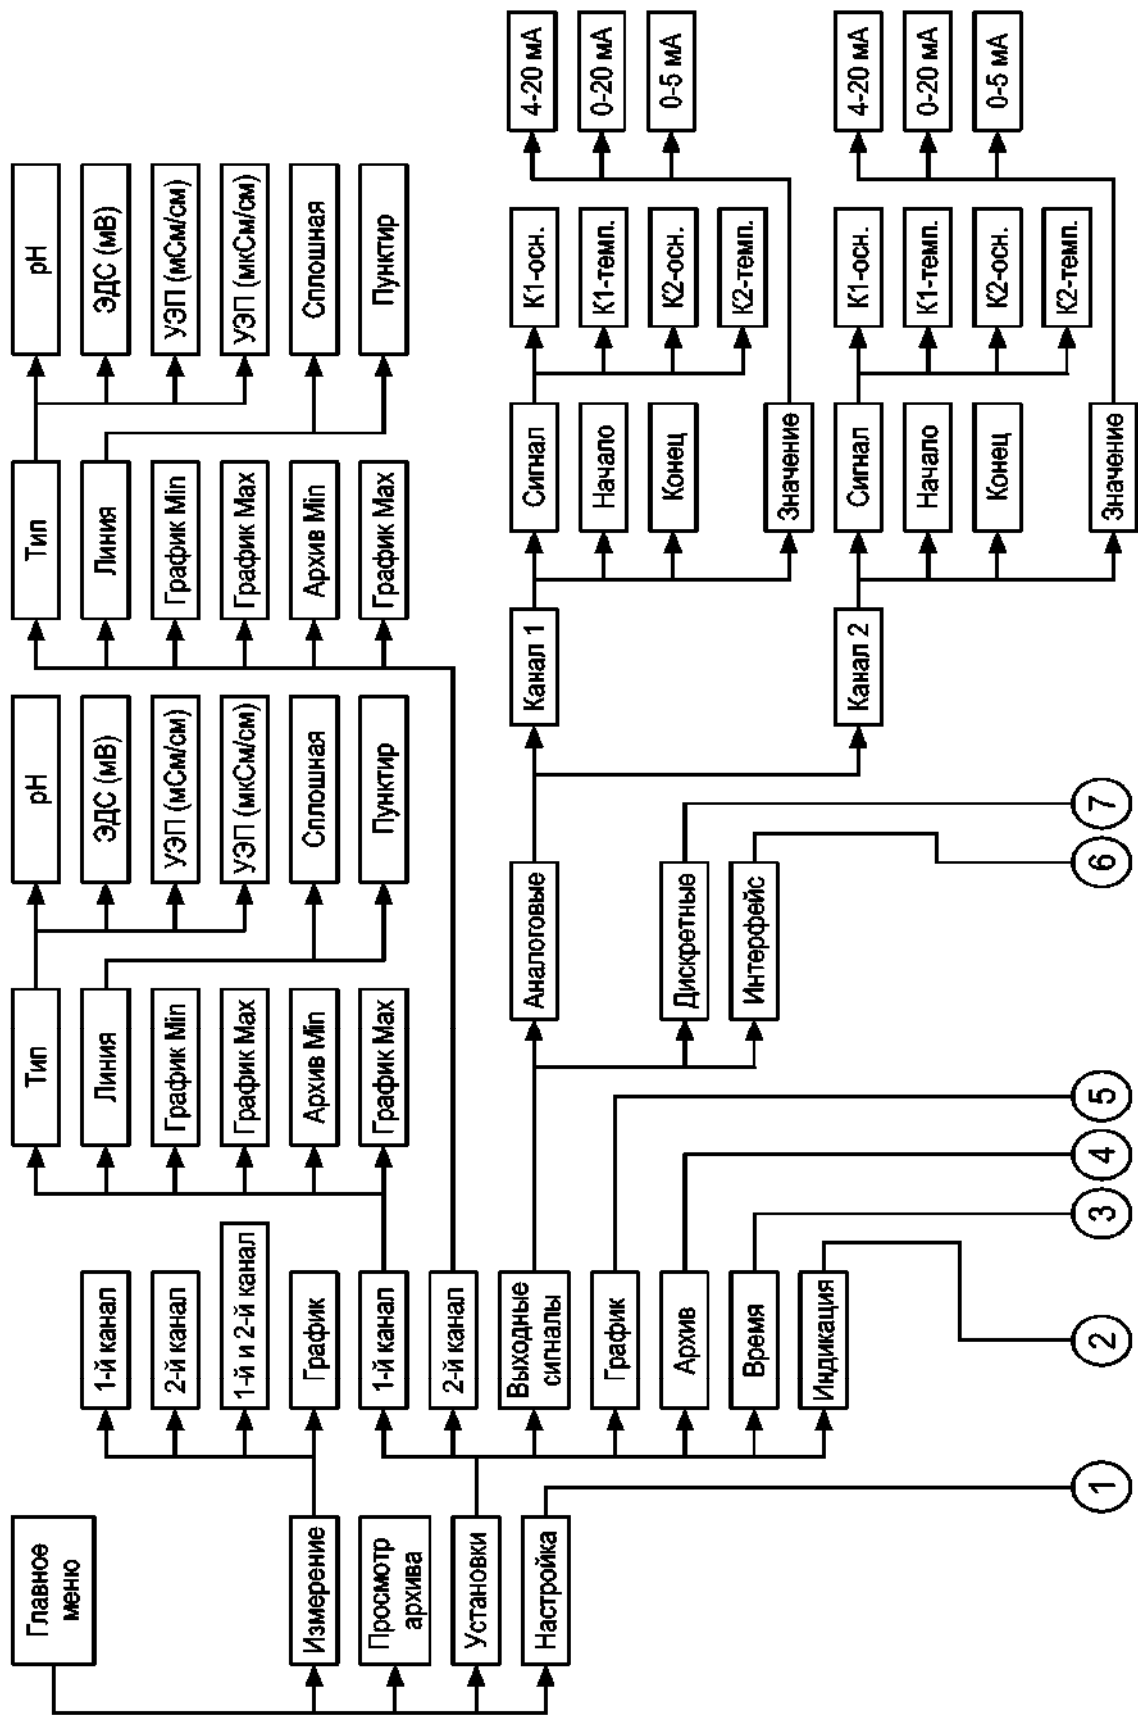 Главное
меню
Измерение
Просмотр
архива
Установки
Настройка
1-й канал
2-й канал
1-й и 2-й канал
График
1-й канал
2-й канал
Выходные
сигналы
График
Архив
Время
Индикация
Тип
Линия
График Min
График Max
Архив Min
График Max
pH
ЭДС (мВ)
УЭП (мСм/см)
УЭП (мкСм/см)
Сплошная
Пунктир
Тип
Линия
График Min
График Max
Архив Min
График Max
pH
ЭДС (мВ)
УЭП (мСм/см)
УЭП (мкСм/см)
Сплошная
Пунктир
Аналоговые
Дискретные
Интерфейс
Канал 1
Канал 2
Сигнал
Начало
Конец
Значение
К1-осн.
К1-темп.
К2-осн.
К2-темп.
4-20 мА
0-20 мА
0-5 мА
Сигнал
Начало
Конец
Значение
К1-осн.
К1-темп.
К2-осн.
К2-темп.
4-20 мА
0-20 мА
0-5 мА
1
2
3
4
5
6
7